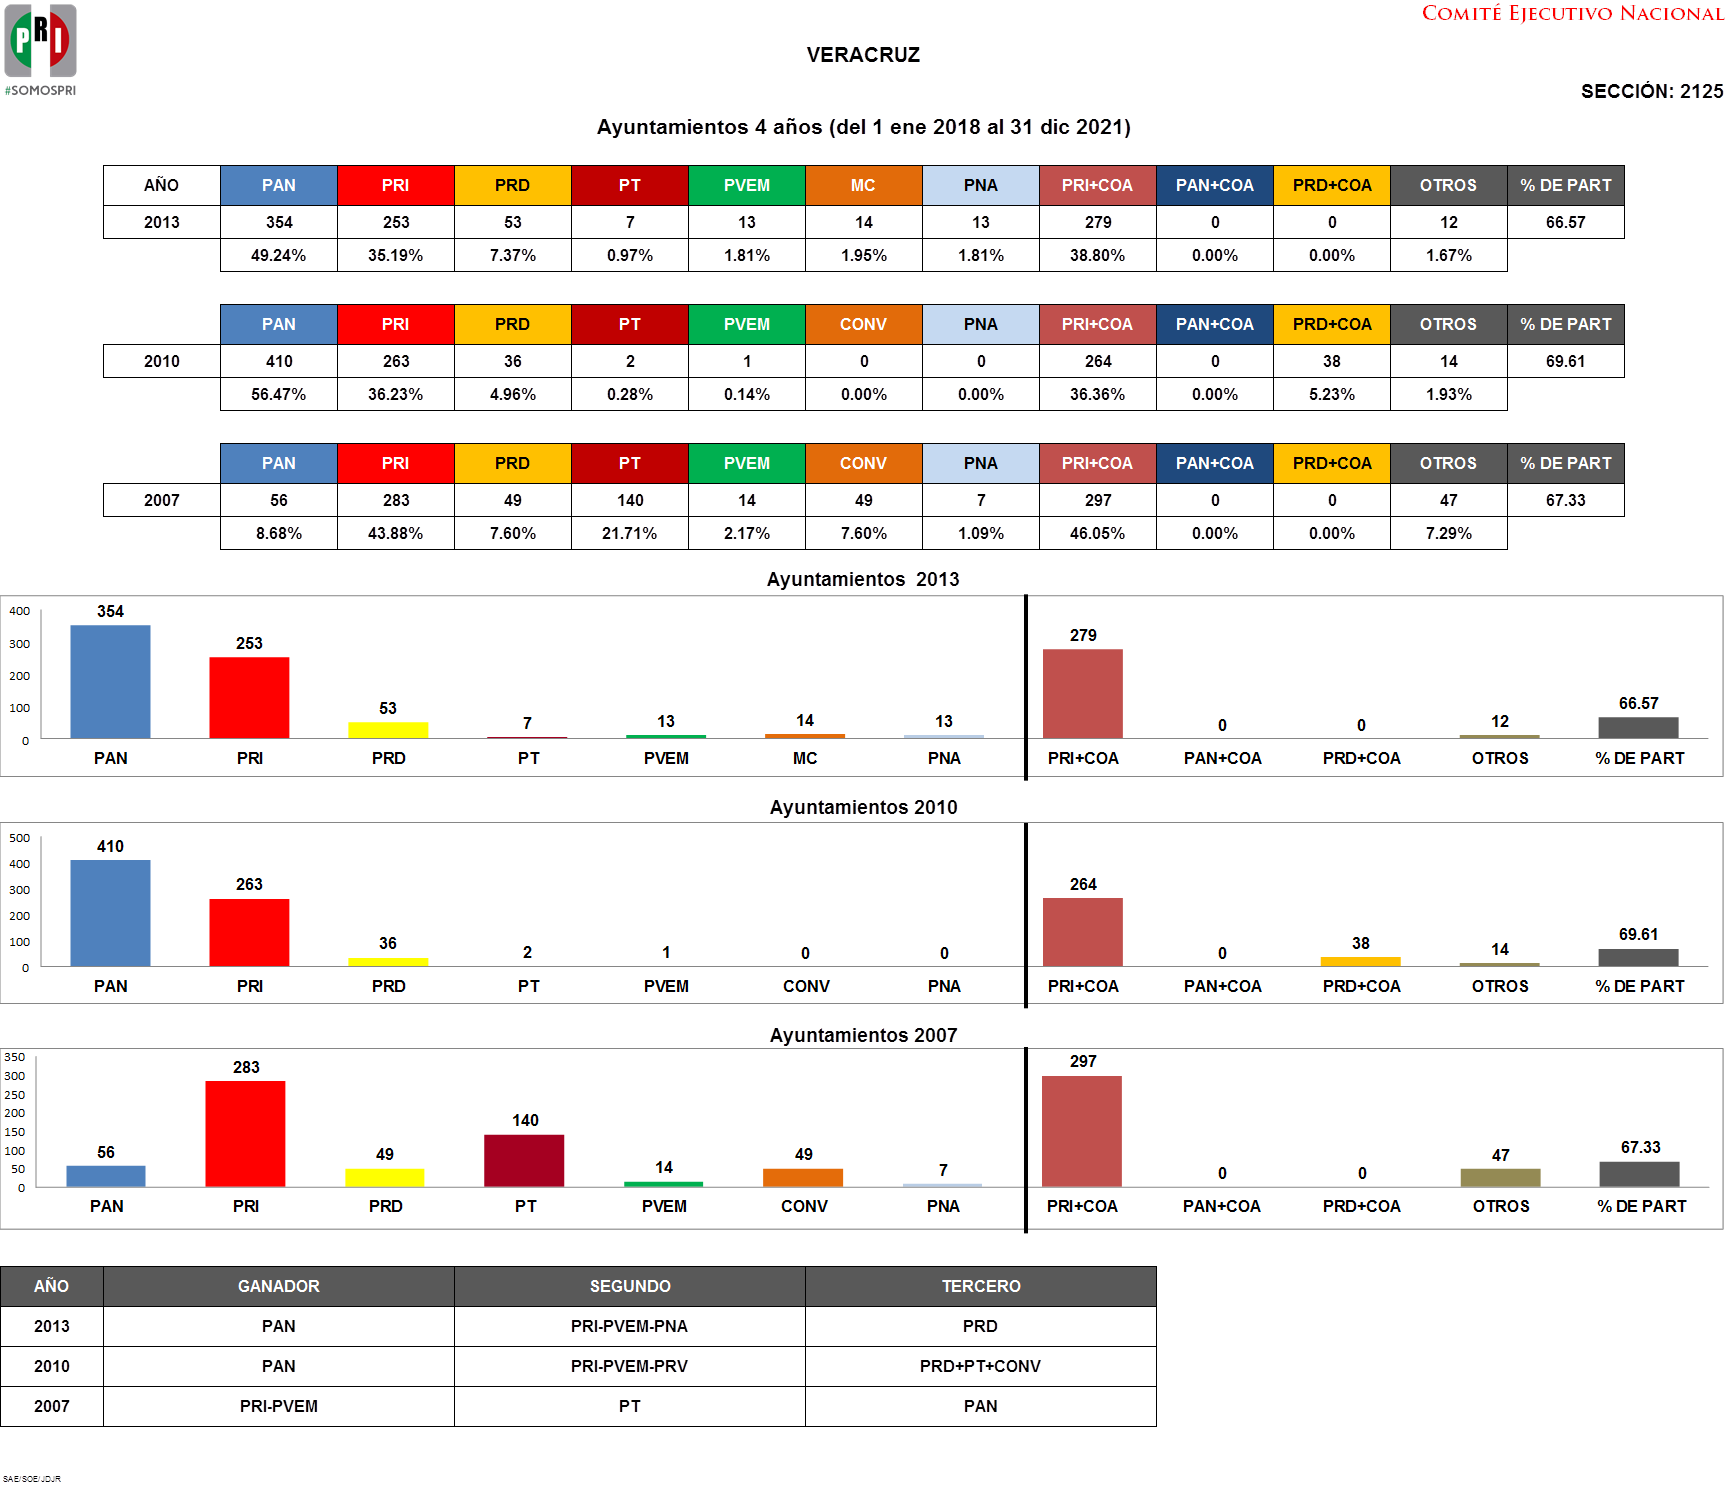 PRI
#SOMOSPRI
COMITÉ EJECUTIVO NACIONAL
VERACRUZ
SECCIÓN: 2125
Ayuntamientos 4 años (del 1 ene 2018 al 31 dic 2021)
AÑO PAN PRI PRD PT PVEM MC PNA PRI+COA PAN+COA PRD+COA OTROS % DE PART
2013 354 253 53 7 13 14 13 279 0 0 12 66.57
49.24% 35.19% 7.37% 0.97% 1.81% 1.95% 1.81% 38.80% 0.00% 0.00% 1.67%
PAN PRI PRD PT PVEM CONV PNA PRI+COA PAN+COA PRD+COA OTROS % DE PART
2010 410 263 36 2 1 0 0 264 0 38 14 69.61
56.47% 36.23% 4.96% 0.28% 0.14% 0.00% 0.00% 36.36% 0.00% 5.23% 1.93%
PAN PRI PRD PT PVEM CONV PNA PRI+COA PAN+COA PRD+COA OTROS % DE PART
2007 56 283 49 140 14 49 7 297 0 0 47 67.33
8.68% 43.88% 7.60% 21.71% 2.17% 7.60% 1.09% 46.05% 0.00% 0.00% 7.29%
Ayuntamientos 2013
400
300
200
100
0
354 253 53 7 13 14 13 279 0 0 12 66.57
PAN PRI PRD PT PVEM MC PNA PRI+COA PAN+COA PRD+COA OTROS % DE PART
Ayuntamientos 2010
500
400
300
200
100
0
410 263 36 2 1 0 0 264 0 38 14 69.61
PAN PRI PRD PT PVEM CONV PNA PRI+COA PAN+COA PRD+COA OTROS % DE PART
Ayuntamientos 2007
350
300
250
200
150
100
50
0
56 283 49 140 14 49 7 297 0 0 47 67.33
PAN PRI PRD PT PVEM CONV PNA PRI+COA PAN+COA PRD+COA OTROS % DE PART
AÑO GANADOR SEGUNDO TERCERO
2013 PAN PRI-PVEM-PNA PRD
2010 PAN PRI-PVEM-PRV PRD+PT+CONV
2007 PRI-PVEM PT PAN
SAE/SOE/JDJR